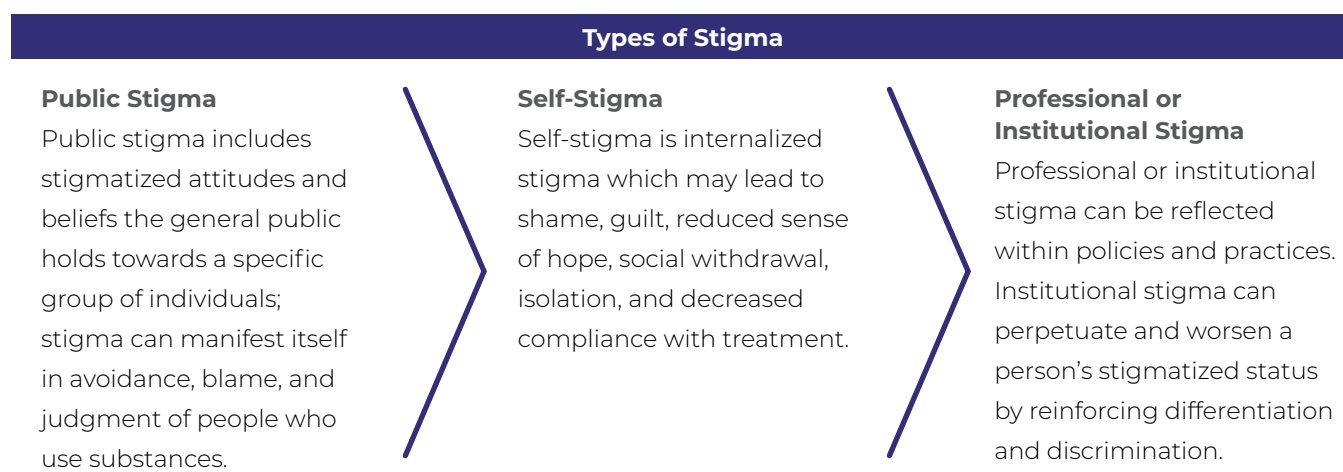 Types of Stigma
Public Stigma
Public stigma includes
stigmatized attitudes and
beliefs the general public
holds towards a specific
group of individuals;
stigma can manifest itself
in avoidance, blame, and
judgment of people who
use substances.
Self-Stigma
Self-stigma is internalized
stigma which may lead to
shame, guilt, reduced sense
of hope, social withdrawal,
isolation, and decreased
compliance with treatment.
Professional or
Institutional Stigma
Professional or institutional
stigma can be reflected
within policies and practices.
Institutional stigma can
perpetuate and worsen a
person’s stigmatized status
by reinforcing differentiation
and discrimination.